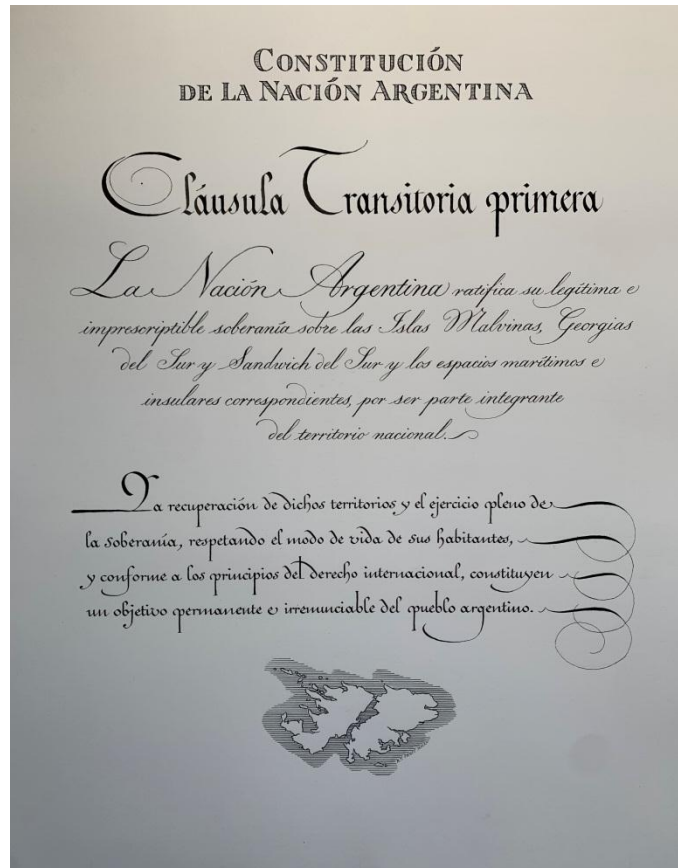 CONSTITUCIÓN
DE LA NACIÓN ARGENTINA
Cláusula Transitoria primera
La Nación Argentina ratifica su legítima e
imprescriptible soberanía sobre las Islas Malvinas, Georgias
del Sur y Sandwich del Sur y los espacios marítimos e
insulares correspondientes, por ser parte integrante
del territorio nacional.
La recuperación de dichos territorios y el ejercicio pleno de
la soberanía, respetando el modo de vida de sus habitantes,
y conforme a los principios del derecho internacional, constituyen
un objetivo permanente e irrenunciable del pueblo argentino.